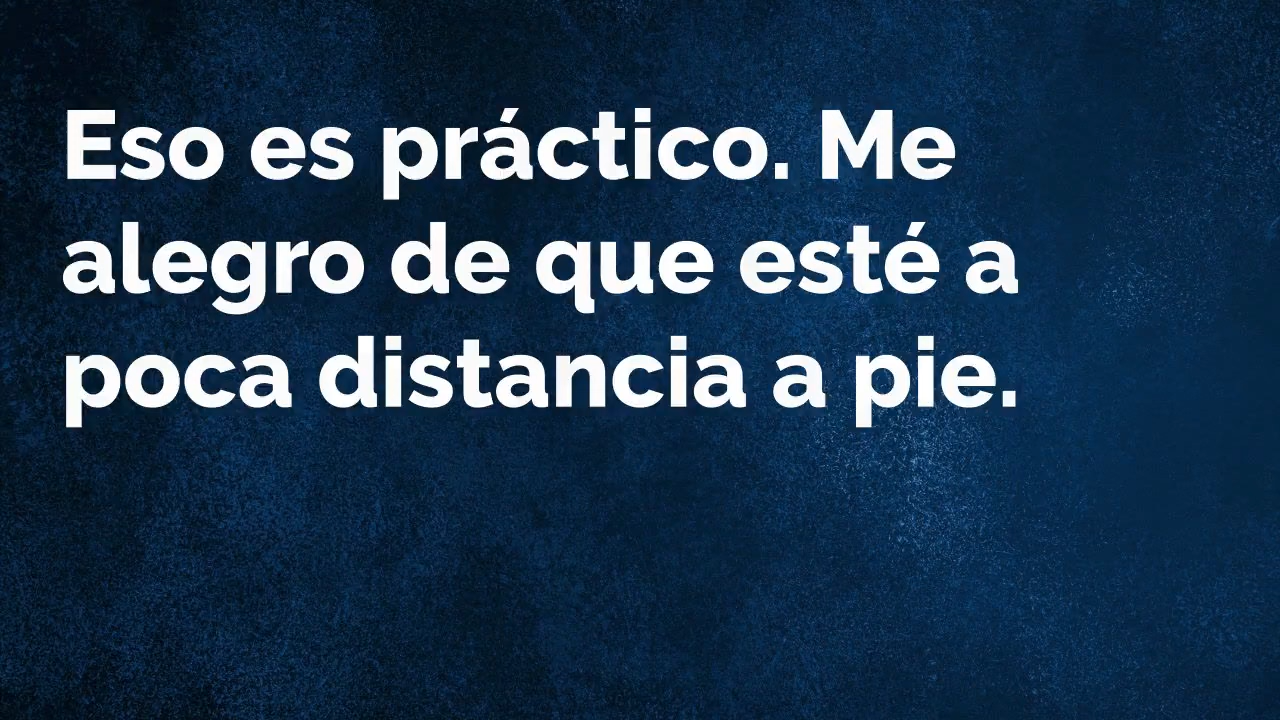 Eso es práctico. Me
alegro de que esté a
poca distancia a pie.